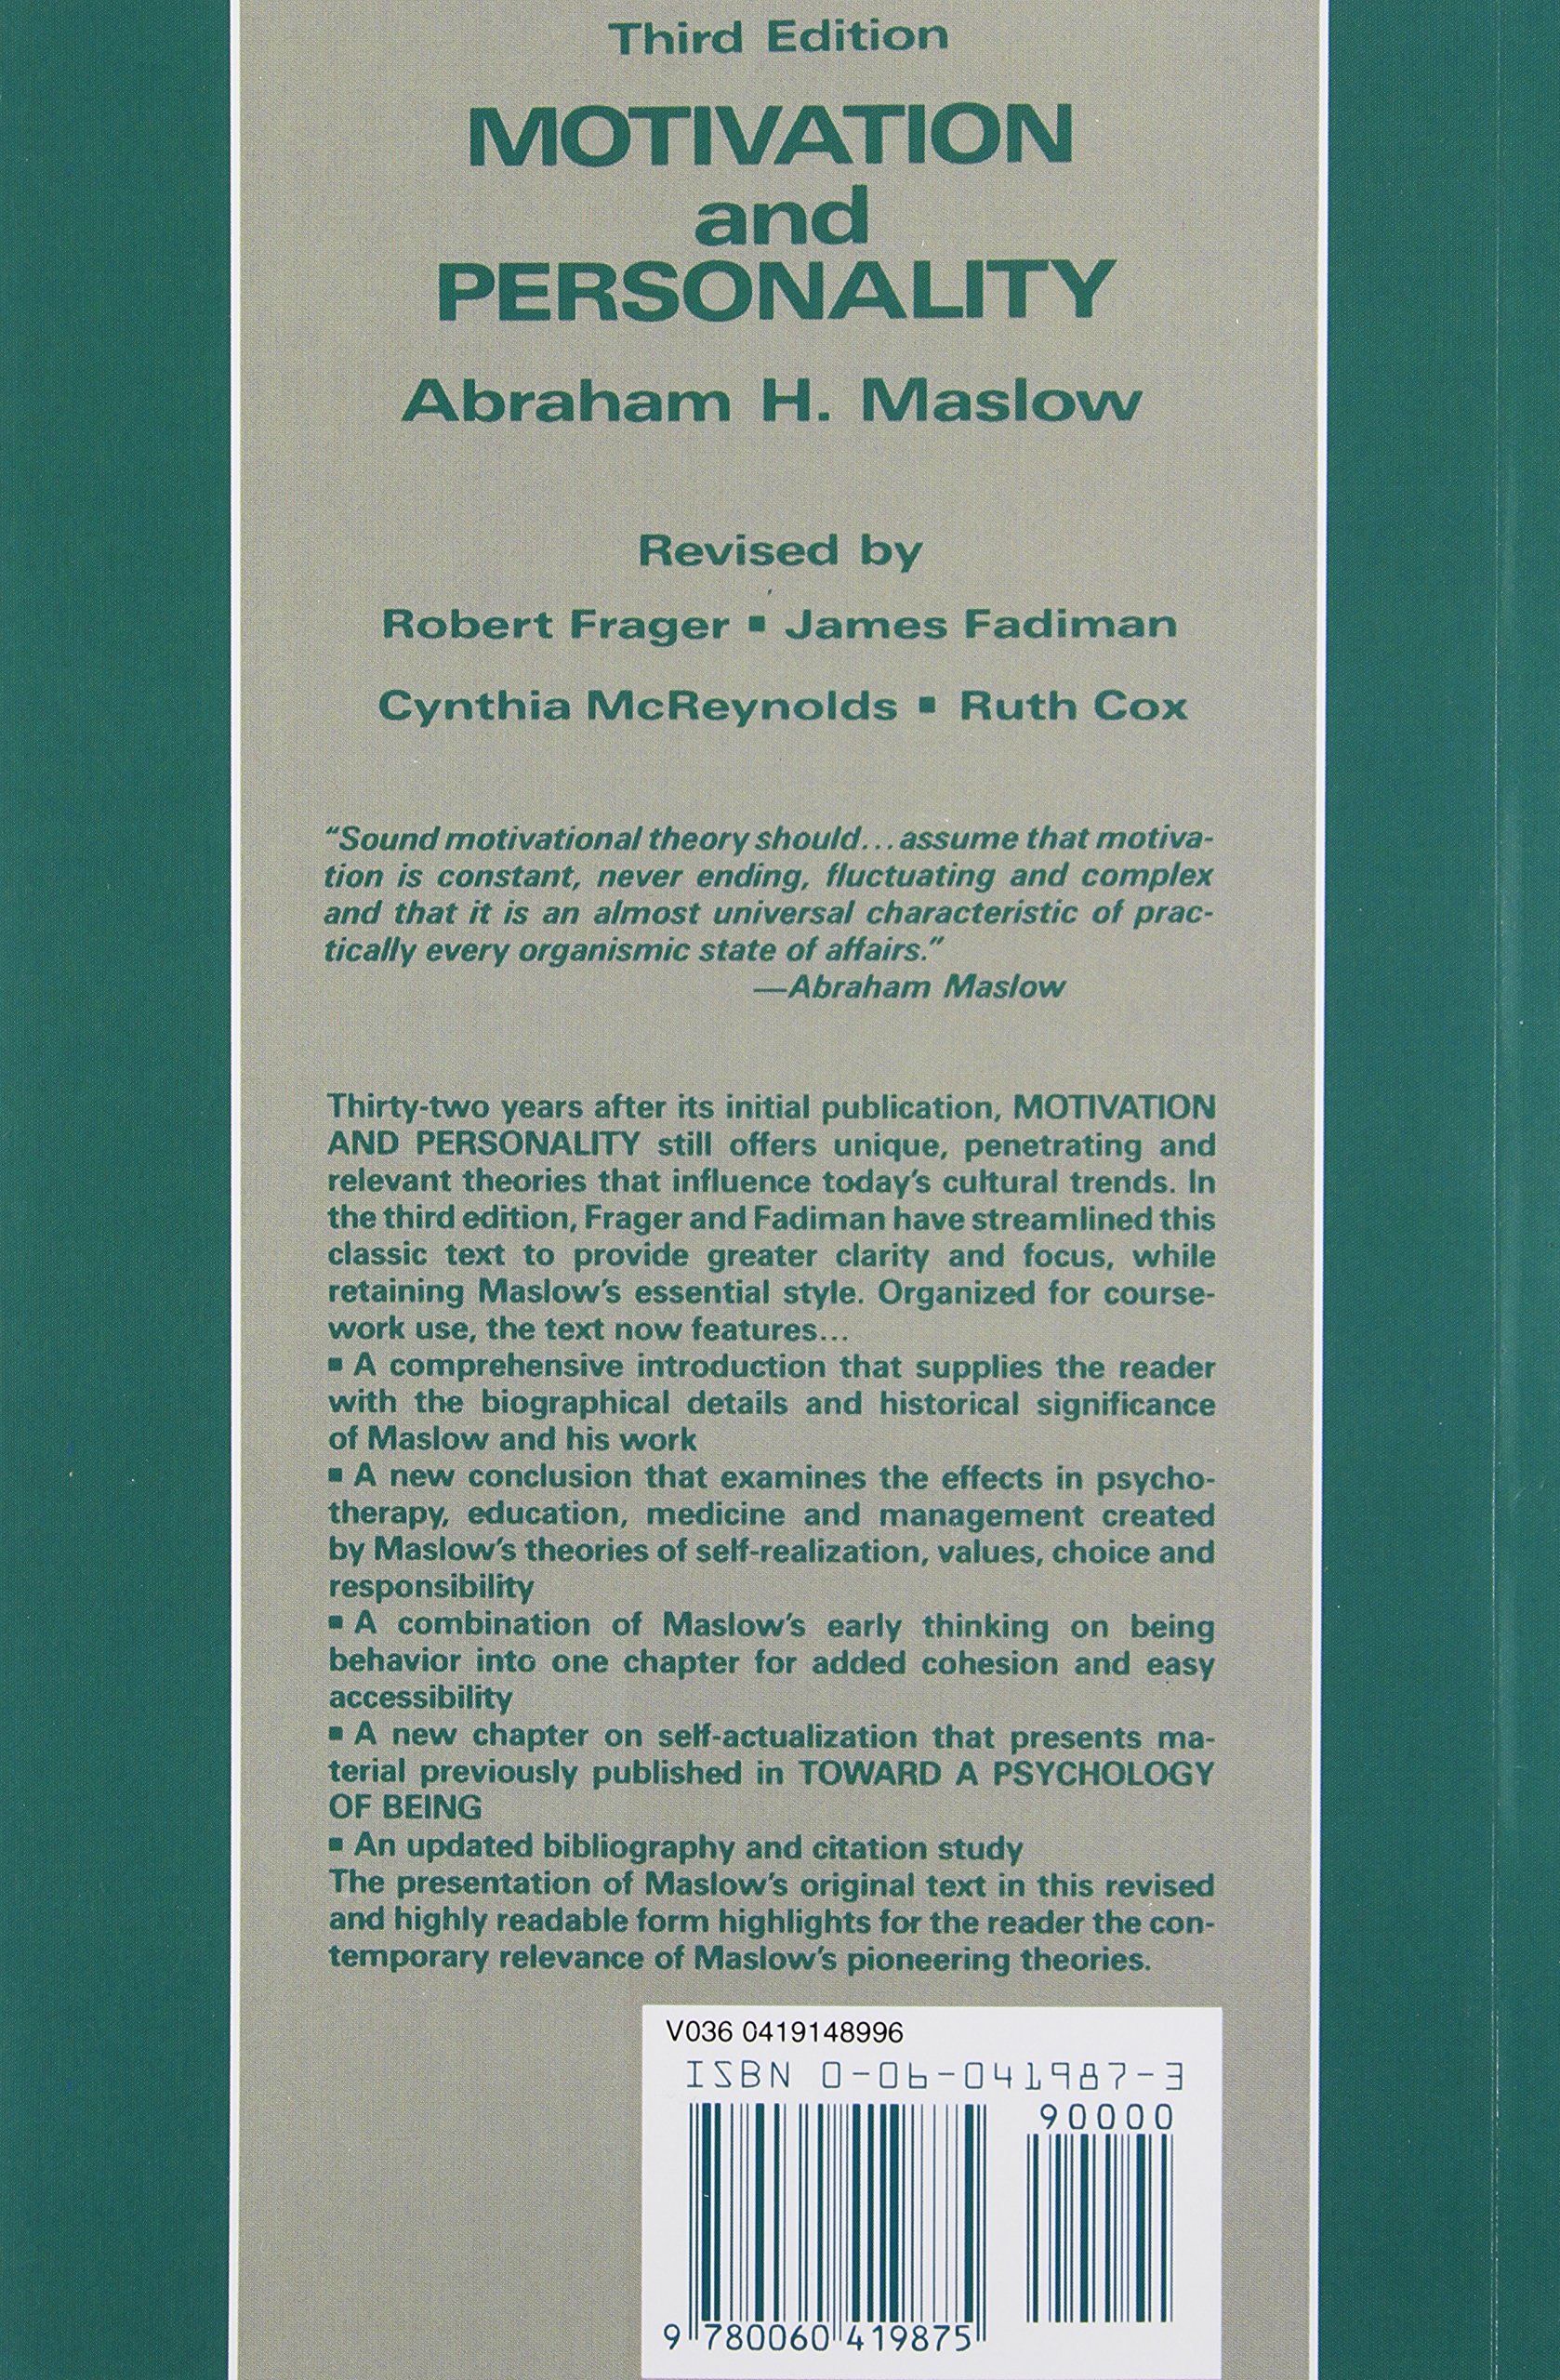 Third Edition
MOTIVATION
and
PERSONALITY
Abraham H. Maslow
Revised by
Robert Frager ▪ James Fadiman
Cynthia McReynolds ▪ Ruth Cox
“Sound motivational theory should...assume that motiva-
tion is constant, never ending, fluctuating and complex
and that it is an almost universal characteristic of prac-
tically every organismic state of affairs.”
—Abraham Maslow
Thirty-two years after its initial publication, MOTIVATION
AND PERSONALITY still offers unique, penetrating and
relevant theories that influence today’s cultural trends. In
the third edition, Frager and Fadiman have streamlined this
classic text to provide greater clarity and focus, while
retaining Maslow’s essential style. Organized for course-
work use, the text now features...
▪ A comprehensive introduction that supplies the reader
with the biographical details and historical significance
of Maslow and his work
▪ A new conclusion that examines the effects in psycho-
therapy, education, medicine and management created
by Maslow’s theories of self-realization, values, choice and
responsibility
▪ A combination of Maslow’s early thinking on being
behavior into one chapter for added cohesion and easy
accessibility
▪ A new chapter on self-actualization that presents ma-
terial previously published in TOWARD A PSYCHOLOGY
OF BEING
▪ An updated bibliography and citation study
The presentation of Maslow’s original text in this revised
and highly readable form highlights for the reader the con-
temporary relevance of Maslow’s pioneering theories.
V036 0419148996
ISBN 0-06-041987-3
90000
9 780060 419875